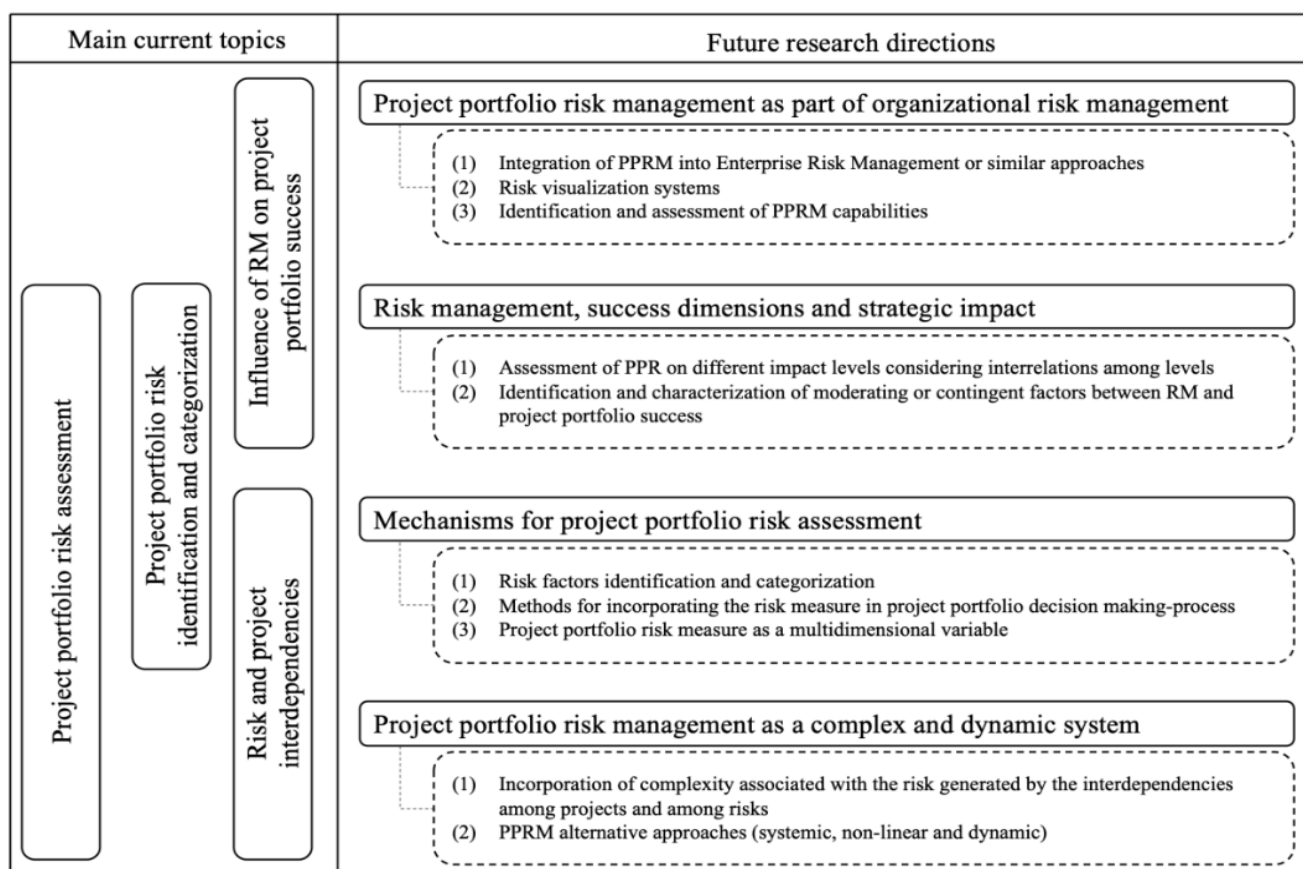 Main current topics
Future research directions
Project portfolio risk assessment
Project portfolio risk
identification and categorization
Influence of RM on project
portfolio success
Risk and project
interdependencies
Project portfolio risk management as part of organizational risk management
(1) Integration of PPRM into Enterprise Risk Management or similar approaches
(2) Risk visualization systems
(3) Identification and assessment of PPRM capabilities
Risk management, success dimensions and strategic impact
(1) Assessment of PPR on different impact levels considering interrelations among levels
(2) Identification and characterization of moderating or contingent factors between RM and
project portfolio success
Mechanisms for project portfolio risk assessment
(1) Risk factors identification and categorization
(2) Methods for incorporating the risk measure in project portfolio decision making-process
(3) Project portfolio risk measure as a multidimensional variable
Project portfolio risk management as a complex and dynamic system
(1) Incorporation of complexity associated with the risk generated by the interdependencies
among projects and among risks
(2) PPRM alternative approaches (systemic, non-linear and dynamic)